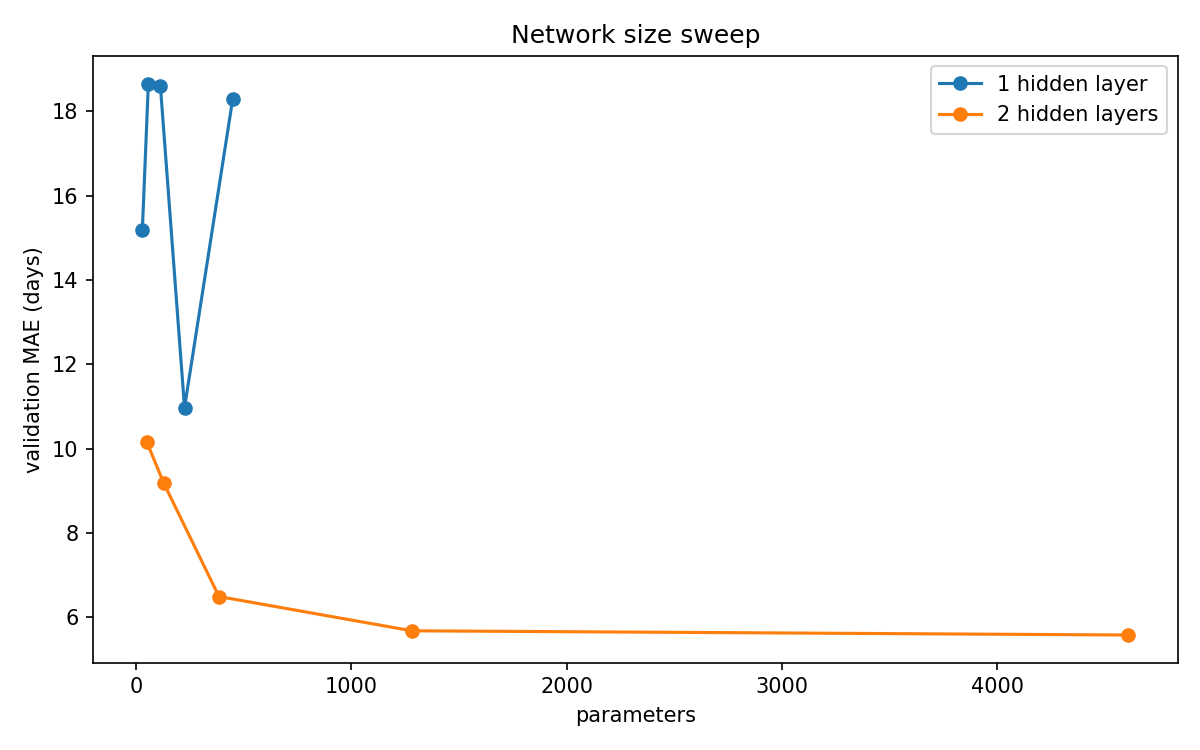 Network size sweep
1 hidden layer
2 hidden layers
validation MAE (days)
18
16
14
12
10
8
6
0 1000 2000 3000 4000
parameters